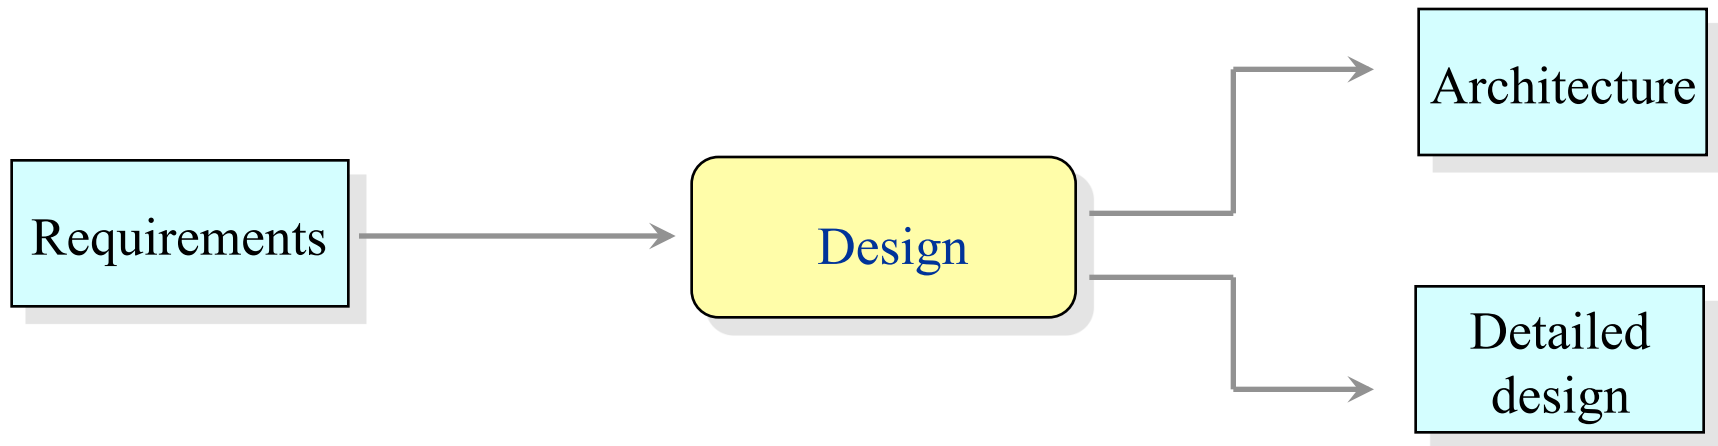 Requirements
Design
Architecture
Detailed
design